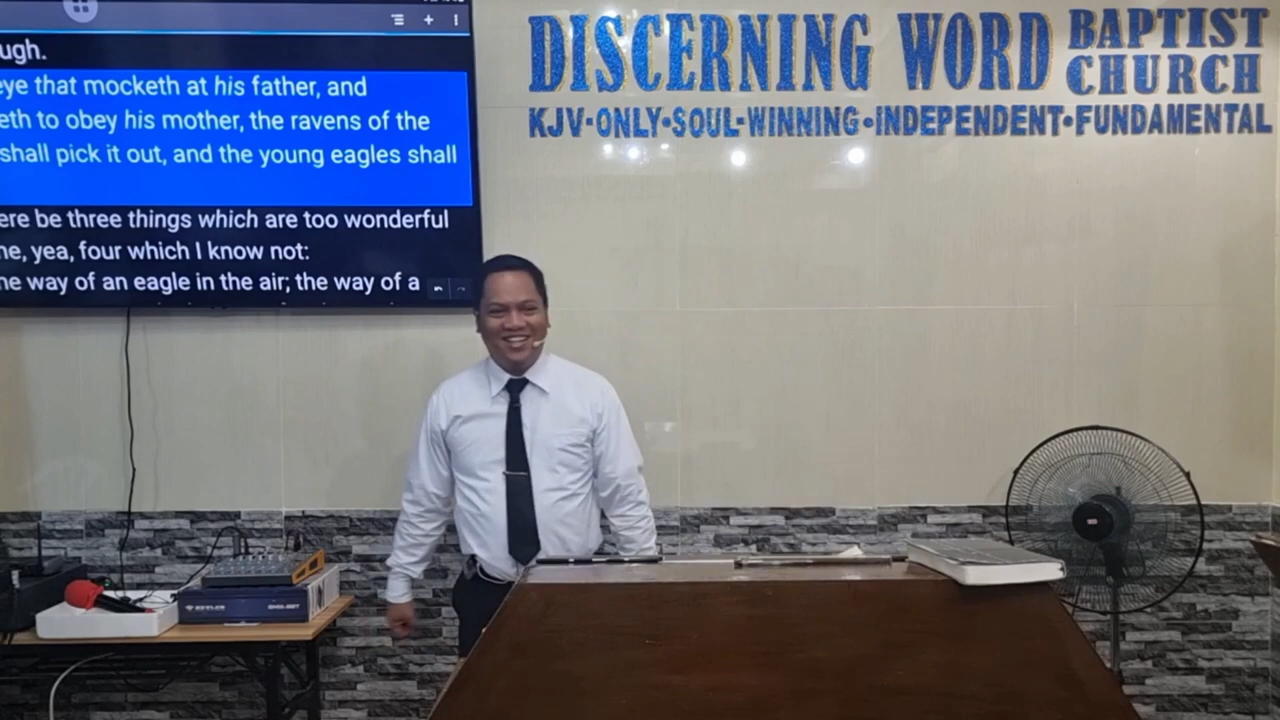 ugh.
eye that mocketh at his father, and
eth to obey his mother, the ravens of the
shall pick it out, and the young eagles shall
ere be three things which are too wonderful
ne, yea, four which I know not:
ne way of an eagle in the air; the way of a
DISCERNING WORD BAPTIST CHURCH
KJV-ONLY•SOUL-WINNING•INDEPENDENT•FUNDAMENTAL